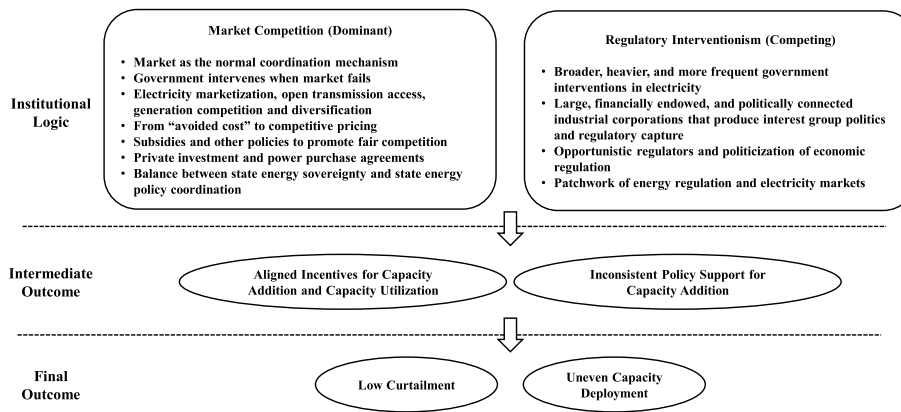 Institutional
Logic
Market Competition (Dominant)
• Market as the normal coordination mechanism
• Government intervenes when market fails
• Electricity marketization, open transmission access,
generation competition and diversification
• From “avoided cost” to competitive pricing
• Subsidies and other policies to promote fair competition
• Private investment and power purchase agreements
• Balance between state energy sovereignty and state energy
policy coordination
Regulatory Interventionism (Competing)
• Broader, heavier, and more frequent government
interventions in electricity
• Large, financially endowed, and politically connected
industrial corporations that produce interest group politics
and regulatory capture
• Opportunistic regulators and politicization of economic
regulation
• Patchwork of energy regulation and electricity markets
Intermediate
Outcome
Aligned Incentives for Capacity
Addition and Capacity Utilization
Inconsistent Policy Support for
Capacity Addition
Final
Outcome
Low Curtailment
Uneven Capacity
Deployment